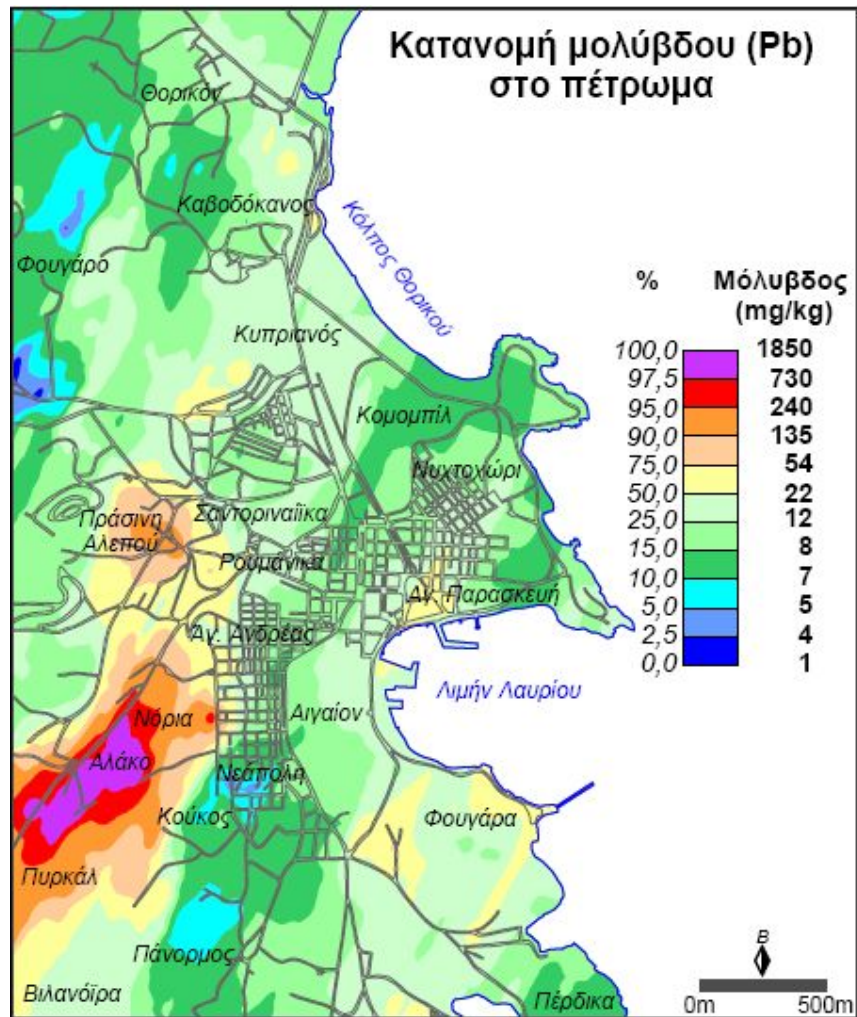 Κατανομή μολύβδου (Pb)
στο πέτρωμα
Θορικόν
Καβοδόκανος
Κόλπος Θορικού
Φουγάρο
Κυπριανός
% Μόλυβδος
(mg/kg)
100,0 1850
97,5 730
95,0 240
90,0 135
75,0 54
50,0 22
25,0 12
15,0 8
10,0 7
5,0 5
2,5 4
0,0 1
Κομομπίλ
Νυχτοχώρι
Σαντοριναίϊκα
Πράσινη
Αλεπού
Ρουμάνικα
Αγ. Παρασκευή
Άγ. Ανδρέας
Λιμήν Λαυρίου
Νόρια
Αιγαίον
Αλάκο
Νεάπολη
Κούκος
Φουγάρα
Πυρκάλ
Πάνορμος
Βιλανόϊρα
Πέρδικα
Β
0m 500m